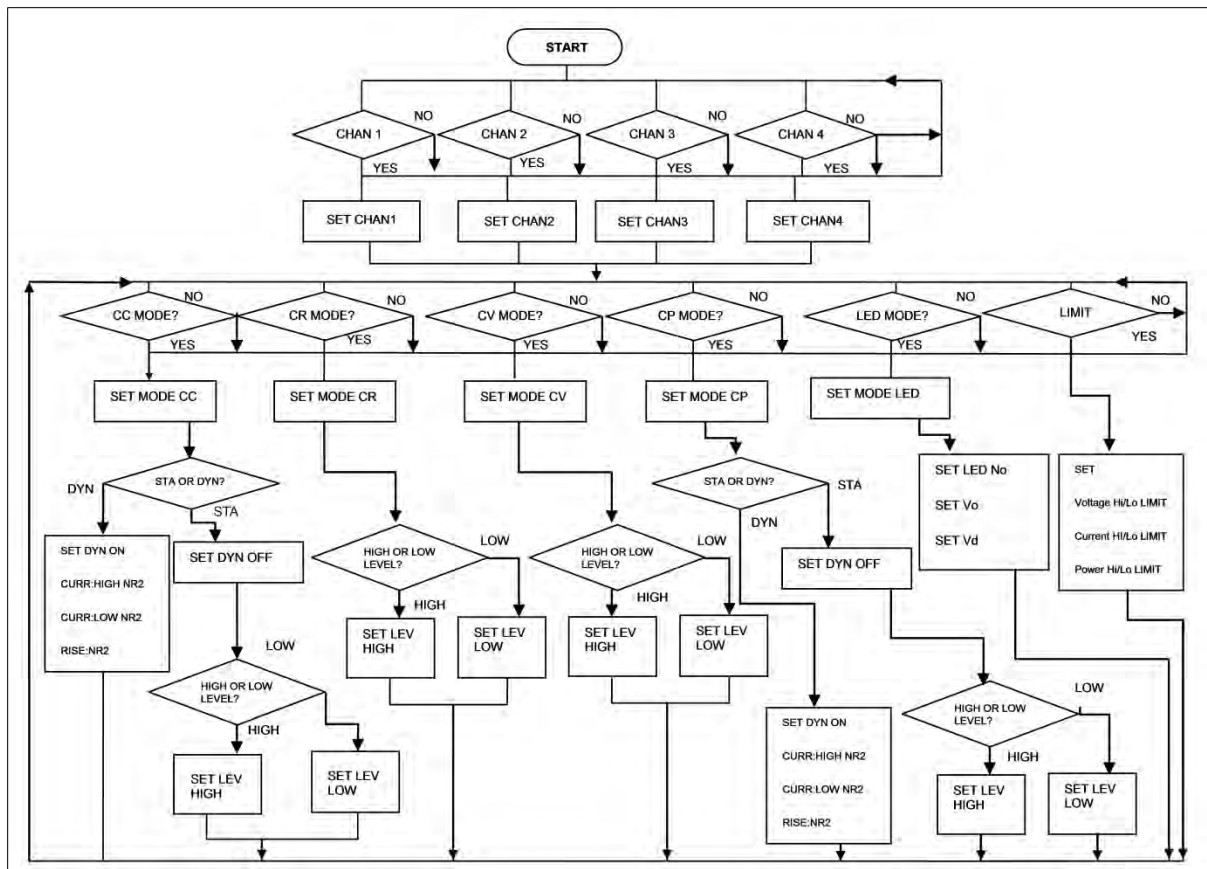 START
NO NO NO NO
CHAN 1 CHAN 2 CHAN 3 CHAN 4
YES YES YES YES
SET CHAN1 SET CHAN2 SET CHAN3 SET CHAN4
NO NO NO NO NO NO
CC MODE? CR MODE? CV MODE? CP MODE? LED MODE? LIMIT
YES YES YES YES YES YES
SET MODE CC SET MODE CR SET MODE CV SET MODE CP SET MODE LED
STA OR DYN?
DYN
STA
SET DYN ON
CURR:HIGH NR2
CURR:LOW NR2
RISE:NR2
SET DYN OFF
HIGH OR LOW
LEVEL?
LOW
HIGH
SET LEV
HIGH
SET LEV
LOW
HIGH OR LOW
LEVEL?
LOW
HIGH
SET LEV
HIGH
SET LEV
LOW
HIGH OR LOW
LEVEL?
LOW
HIGH
SET LEV
HIGH
SET LEV
LOW
STA OR DYN?
STA
DYN
SET DYN OFF
SET DYN ON
CURR:HIGH NR2
CURR:LOW NR2
RISE:NR2
HIGH OR LOW
LEVEL?
LOW
HIGH
SET LEV
HIGH
SET LEV
LOW
SET LED No
SET Vo
SET Vd
SET
Voltage Hi/Lo LIMIT
Current HI/Lo LIMIT
Power Hi/Lo LIMIT